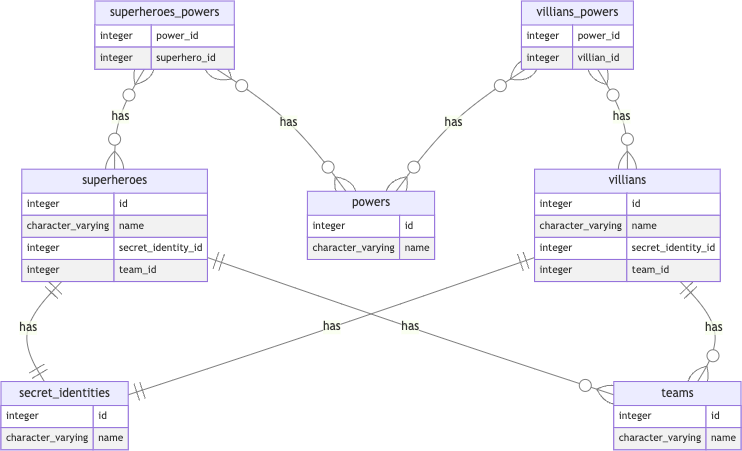 superheroes_powers
integer power_id
integer superhero_id
villians_powers
integer power_id
integer villian_id
has
has
has
has
superheroes
integer id
character_varying name
integer secret_identity_id
integer team_id
powers
integer id
character_varying name
villians
integer id
character_varying name
integer secret_identity_id
integer team_id
has
has
has
has
secret_identities
integer id
character_varying name
teams
integer id
character_varying name